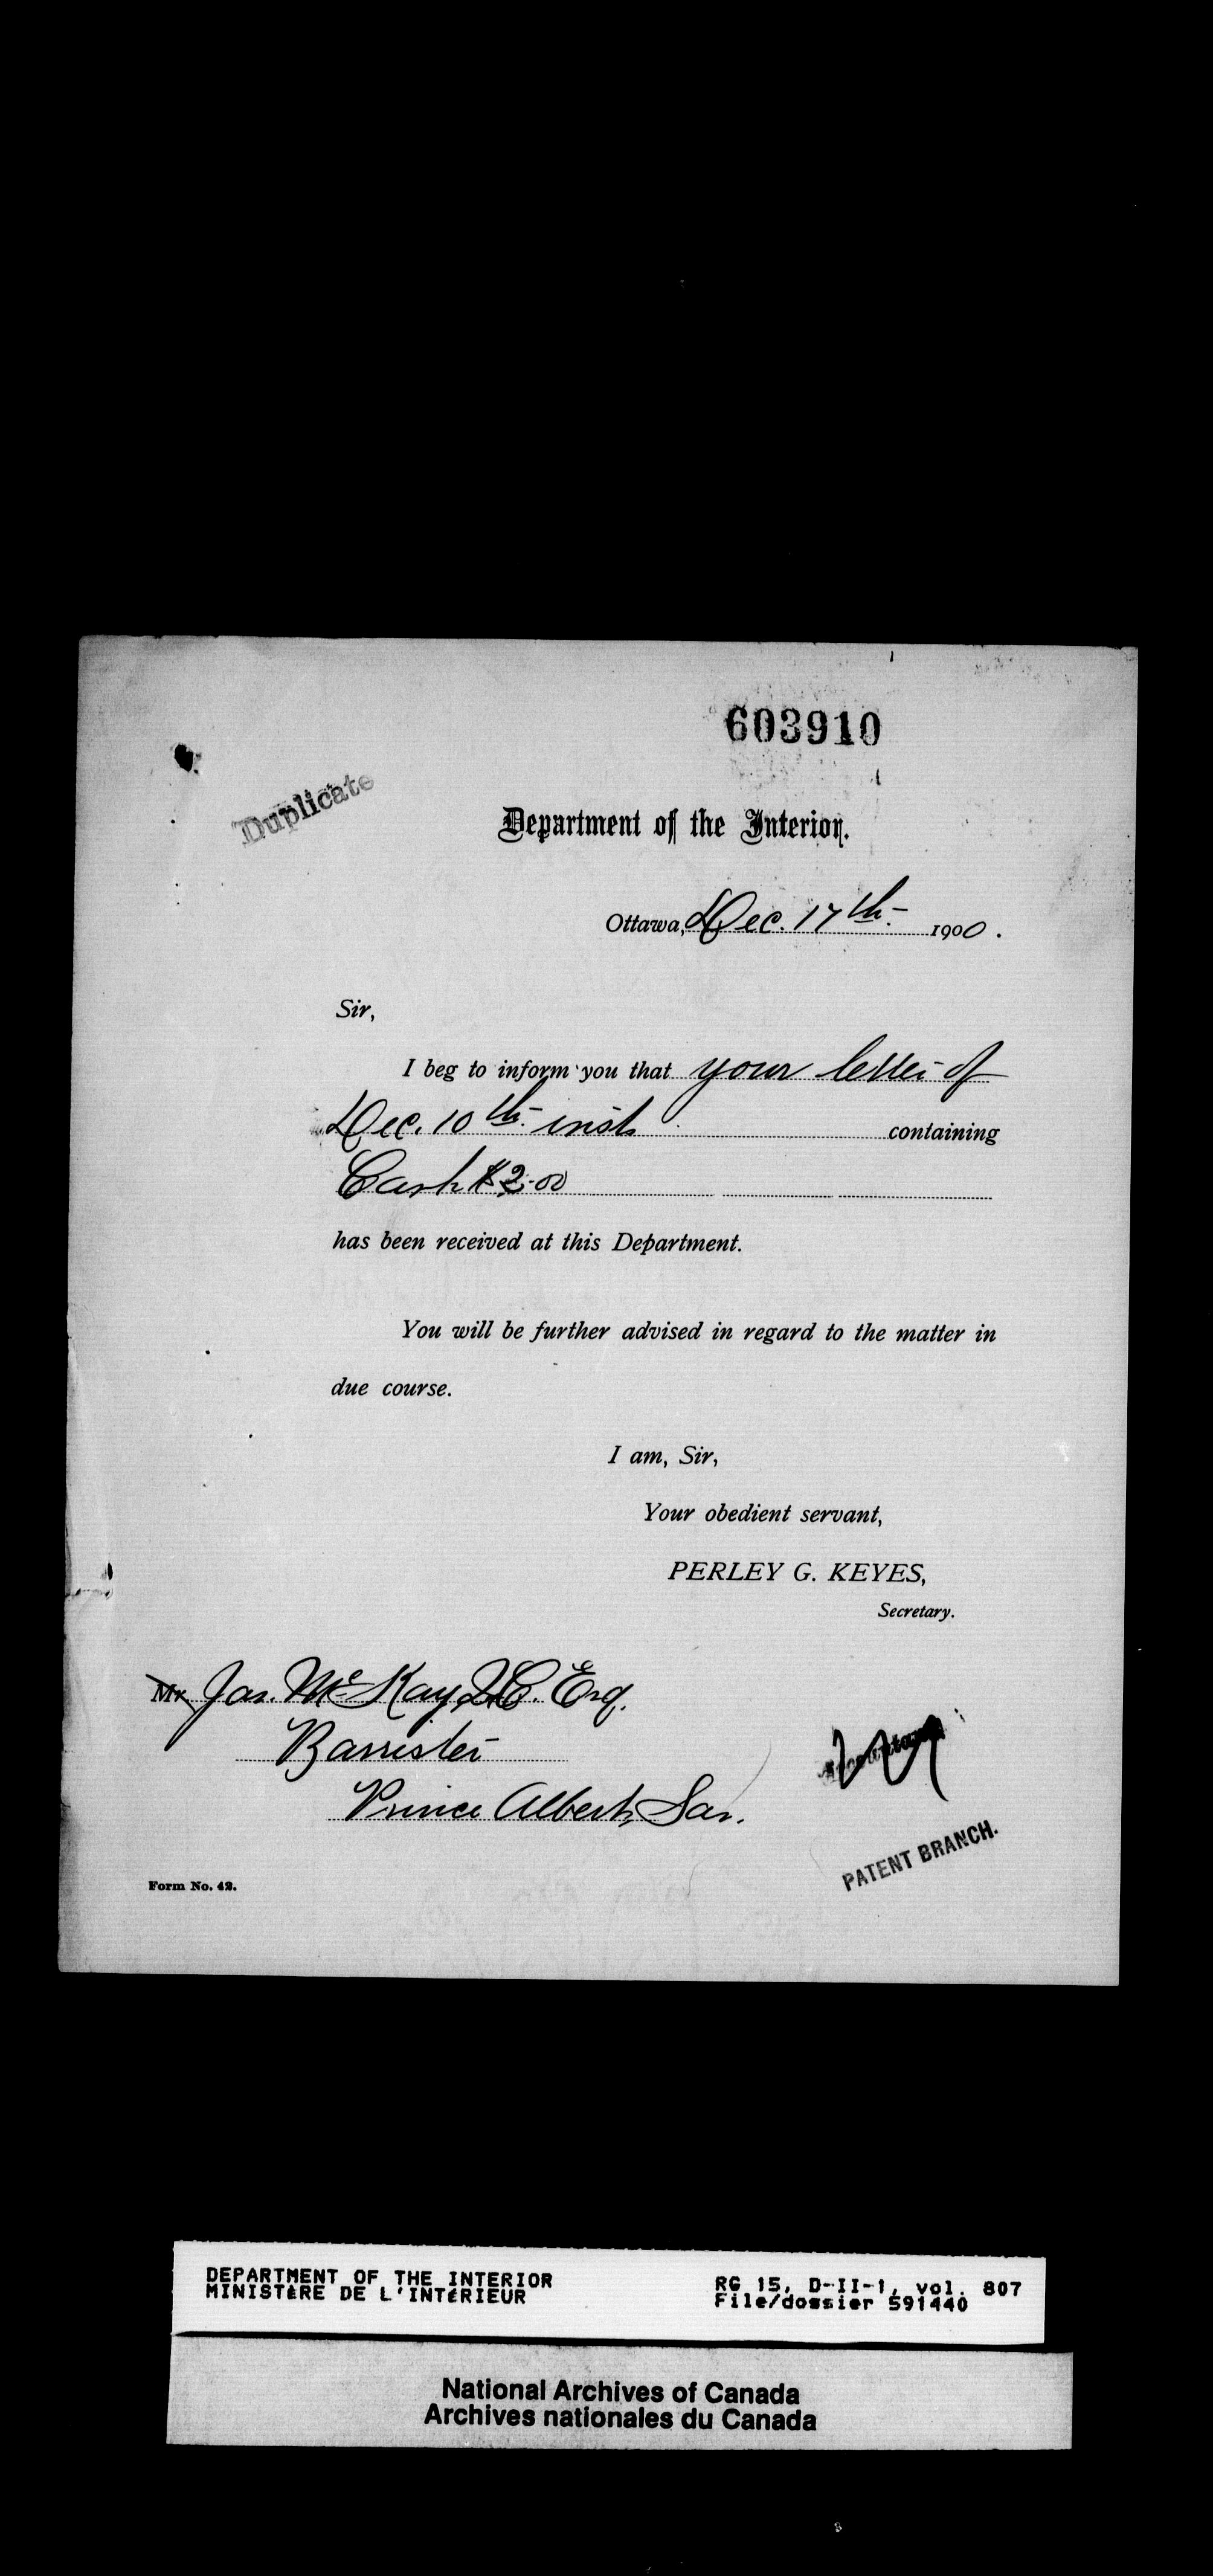 603910
Duplicate
Department of the Interior.
Ottawa, Dec. 17th. 1900.
Sir,
I beg to inform you that your letter of
Dec. 10th. inst. containing
Cash $2.00
has been received at this Department.
You will be further advised in regard to the matter in
due course.
I am, Sir,
Your obedient servant,
PERLEY G. KEYES,
Secretary.
Mr Jas. McKay, Q.C. Esq.
Barrister
Prince Albert, Sas.
PATENT BRANCH.
Form No. 42.
DEPARTMENT OF THE INTERIOR
MINISTÈRE DE L'INTÉRIEUR
RG 15, D-II-1, vol. 807
File/dossier 591440
National Archives of Canada
Archives nationales du Canada